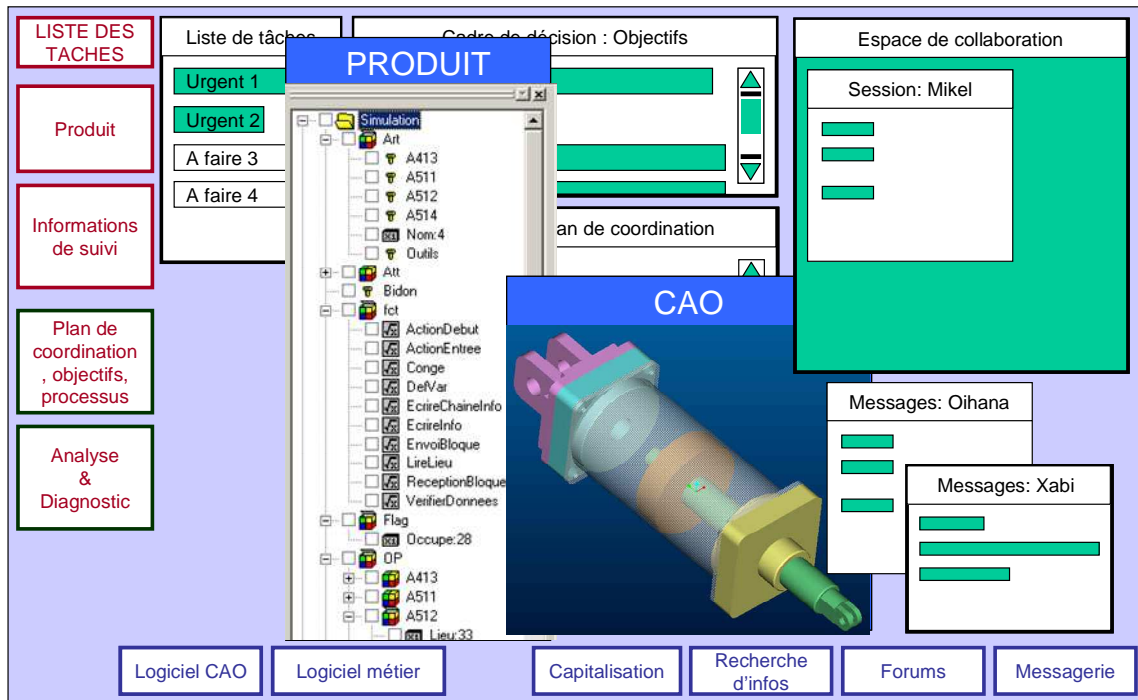 LISTE DES
TACHES
Produit
Informations
de suivi
Plan de
coordination
, objectifs,
processus
Analyse
&
Diagnostic
Liste de tâches
Urgent 1
Urgent 2
A faire 3
A faire 4
Cadre de décision : Objectifs
an de coordination
PRODUIT
Simulation
Art
A413
A511
A512
A514
Nom:4
Outils
Att
Bidon
fct
ActionDebut
ActionEntree
Conge
DefVar
EcrireChaineInfo
EcrireInfo
EnvoiBloque
LireLieu
ReceptionBloque
VerifierDonnees
Flag
Occupe:28
OP
A413
A511
A512
Lieu:33
CAO
Espace de collaboration
Session: Mikel
Messages: Oihana
Messages: Xabi
Logiciel CAO
Logiciel métier
Capitalisation
Recherche
d'infos
Forums
Messagerie